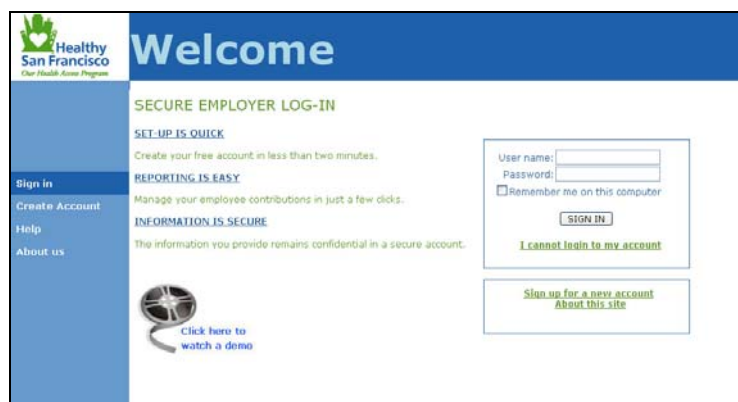 Healthy
San Francisco
Our Health Access Program
Welcome
Sign in
Create Account
Help
About us
SECURE EMPLOYER LOG-IN
SET-UP IS QUICK
Create your free account in less than two minutes.
REPORTING IS EASY
Manage your employee contributions in just a few clicks.
INFORMATION IS SECURE
The information you provide remains confidential in a secure account.
Click here to
watch a demo
User name:
Password:
Remember me on this computer
SIGN IN
I cannot login to my account
Sign up for a new account
About this site